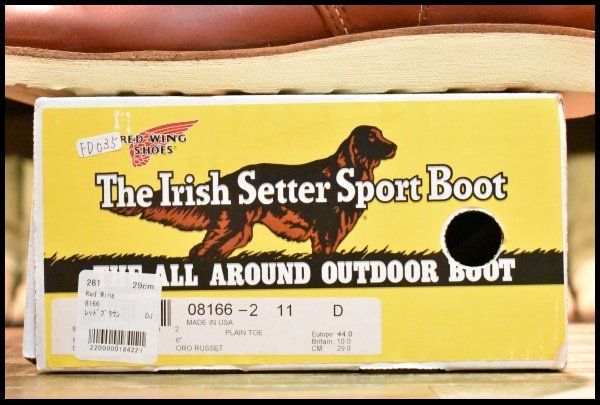 FD035
RED WING
SHOES®
The Irish Setter Sport Boot
THE ALL AROUND OUTDOOR BOOT
261 29cm
Red Wing
8166
レッドブラウン OJ
2200000184221
08166-2 11 D
MADE IN USA
2 PLAIN TOE
6"
ORO RUSSET
Europe: 44.0
Britain: 10.0
CM: 29.0